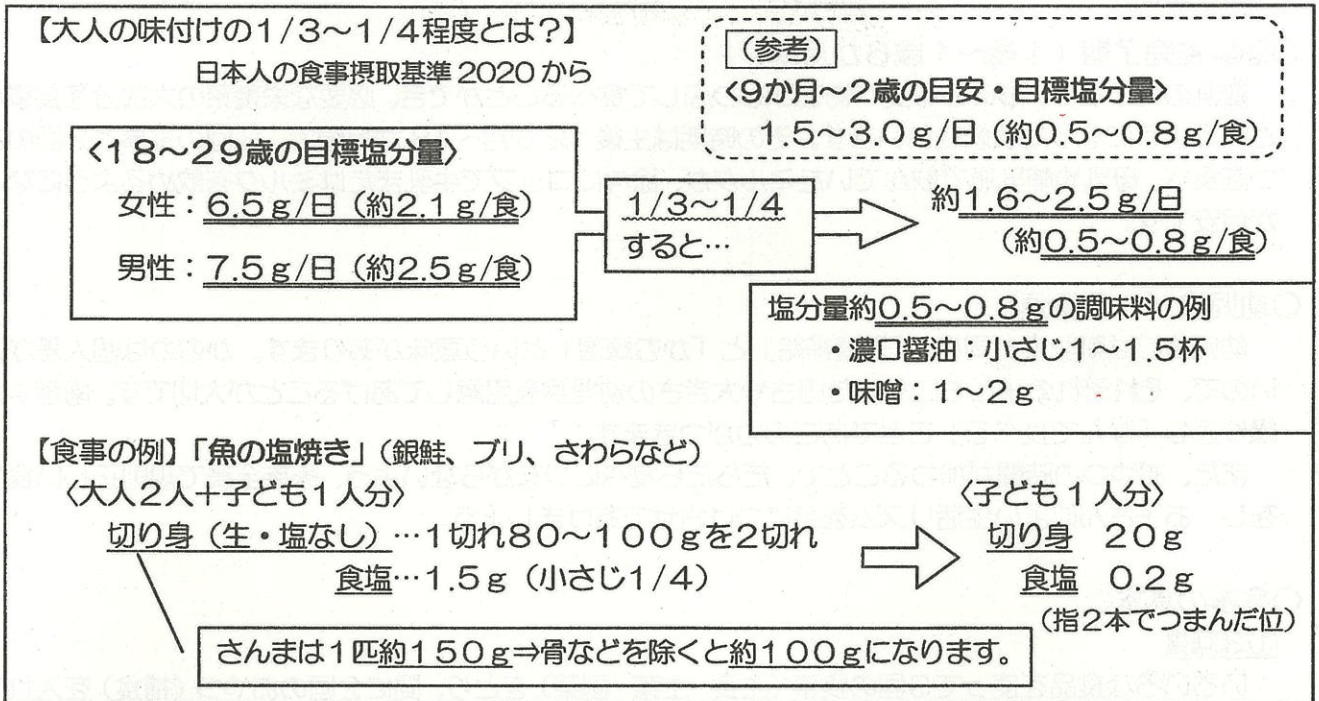 【大人の味付けの1/3~1/4程度とは？】
日本人の食事摂取基準2020から
（参考）
<9か月~2歳の目安・目標塩分量>
1.5~3.0g/日（約0.5~0.8g/食）
〈18~29歳の目標塩分量〉
女性：6.5g/日（約2.1g/食）
男性：7.5g/日（約2.5g/食）
1/3~1/4
すると…
約1.6~2.5g/日
（約0.5~0.8g/食）
塩分量約0.5~0.8gの調味料の例
・濃口醤油：小さじ1~1.5杯
・味噌：1~2g
【食事の例】「魚の塩焼き」（銀鮭、ブリ、さわらなど）
〈大人2人+子ども1人分〉
切り身（生・塩なし）…1切れ80~100gを2切れ
食塩…1.5g（小さじ1/4）
〈子ども1人分〉
切り身 20g
食塩 0.2g
（指2本でつまんだ位）
さんまは1匹約150g⇒骨などを除くと約100gになります。